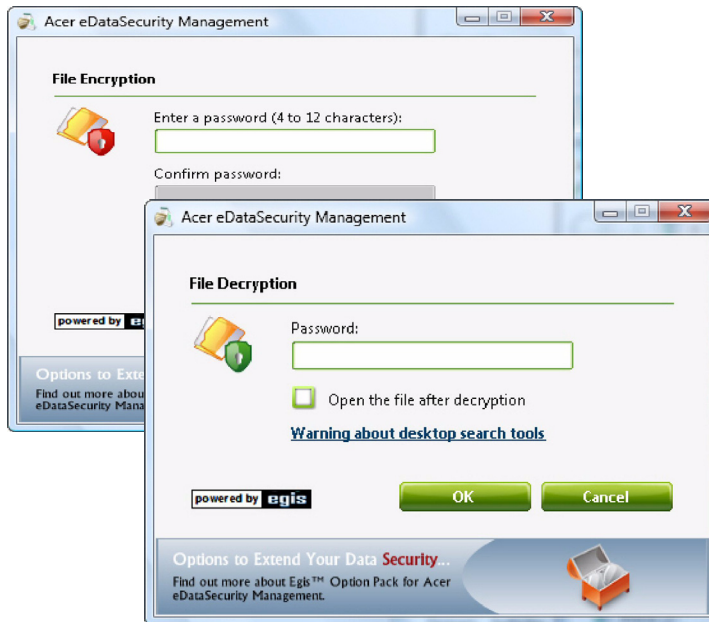 Acer eDataSecurity Management
File Encryption
Enter a password (4 to 12 characters):
Confirm password:
powered by
Options to Exte
Find out more abou
eDataSecurity Mana
Acer eDataSecurity Management
File Decryption
Password:
Open the file after decryption
Warning about desktop search tools
powered by egis
OK
Cancel
Options to Extend Your Data Security...
Find out more about Egis™ Option Pack for Acer
eDataSecurity Management.